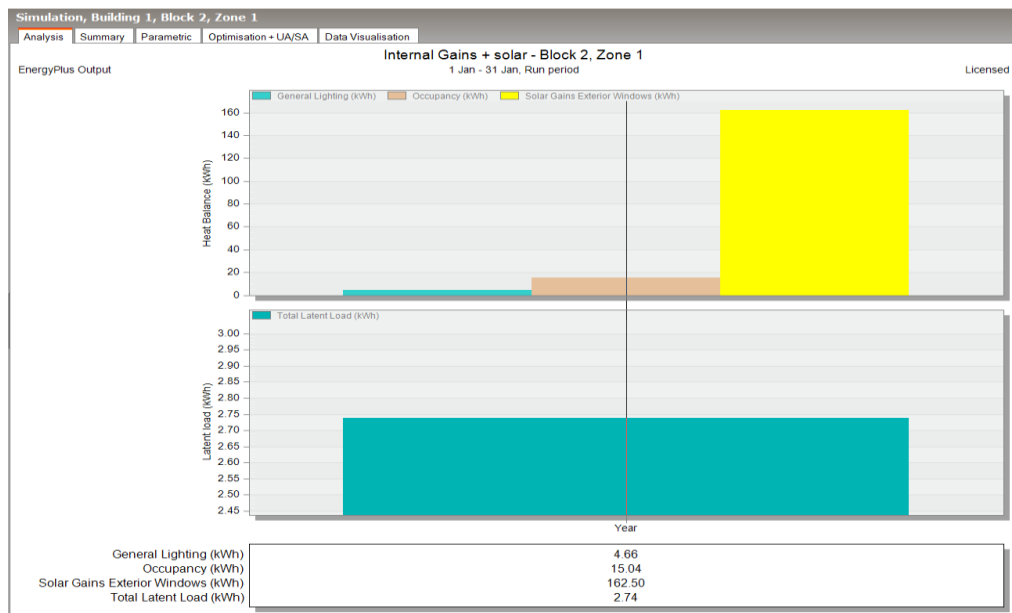 Simulation, Building 1, Block 2, Zone 1
Analysis Summary Parametric Optimisation + UA/SA Data Visualisation
Internal Gains + solar - Block 2, Zone 1
EnergyPlus Output 1 Jan - 31 Jan, Run period Licensed
General Lighting (kWh) Occupancy (kWh) Solar Gains Exterior Windows (kWh)
160
140
120
100
80
60
40
20
0
Heat Balance (kWh)
Total Latent Load (kWh)
3.00
2.95
2.90
2.85
2.80
2.75
2.70
2.65
2.60
2.55
2.50
2.45
Latent load (kWh)
Year
General Lighting (kWh) 4.66
Occupancy (kWh) 15.04
Solar Gains Exterior Windows (kWh) 162.50
Total Latent Load (kWh) 2.74